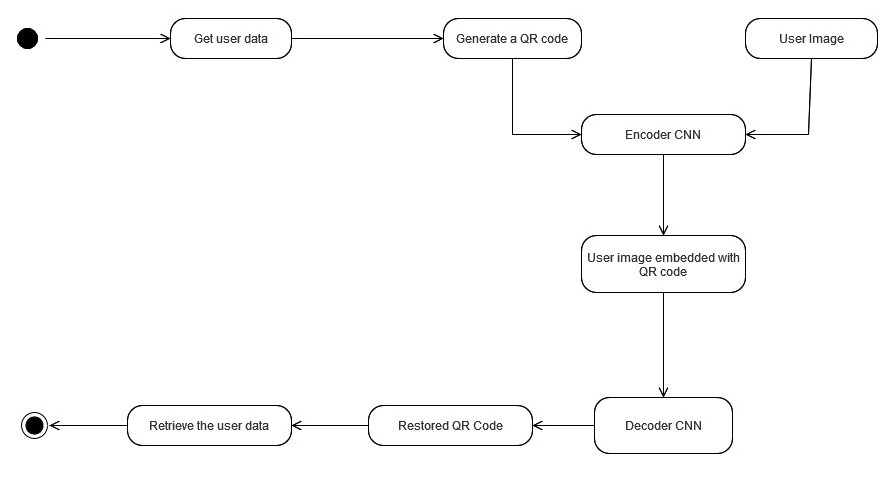 Get user data
Generate a QR code
User Image
Encoder CNN
User image embedded with
QR code
Decoder CNN
Restored QR Code
Retrieve the user data